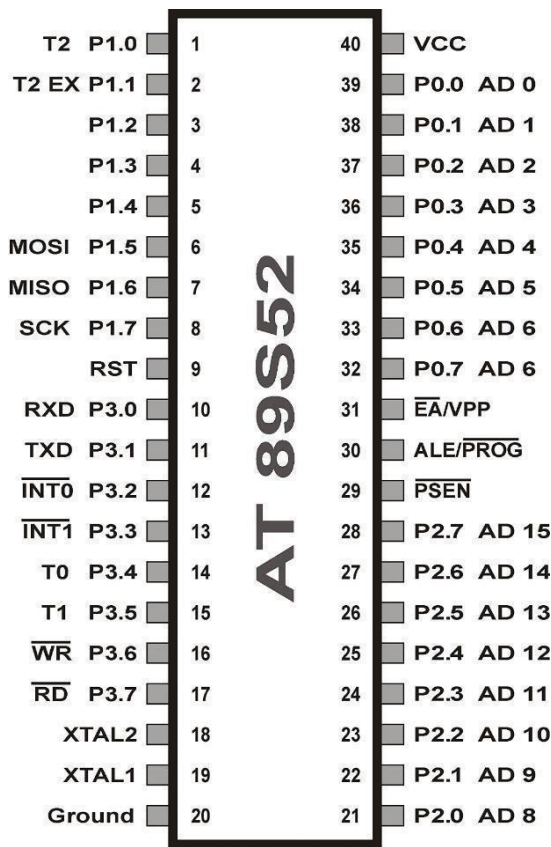 T2 P1.0 1 40 VCC
T2 EX P1.1 2 39 P0.0 AD 0
P1.2 3 38 P0.1 AD 1
P1.3 4 37 P0.2 AD 2
P1.4 5 36 P0.3 AD 3
MOSI P1.5 6 35 P0.4 AD 4
MISO P1.6 7 34 P0.5 AD 5
SCK P1.7 8 33 P0.6 AD 6
RST 9 32 P0.7 AD 6
RXD P3.0 10 31 E̅A̅/VPP
TXD P3.1 11 30 ALE/P̅R̅O̅G̅
I̅N̅T̅0̅ P3.2 12 29 P̅S̅E̅N̅
I̅N̅T̅1̅ P3.3 13 28 P2.7 AD 15
T0 P3.4 14 27 P2.6 AD 14
T1 P3.5 15 26 P2.5 AD 13
W̅R̅ P3.6 16 25 P2.4 AD 12
R̅D̅ P3.7 17 24 P2.3 AD 11
XTAL2 18 23 P2.2 AD 10
XTAL1 19 22 P2.1 AD 9
Ground 20 21 P2.0 AD 8
AT 89S52